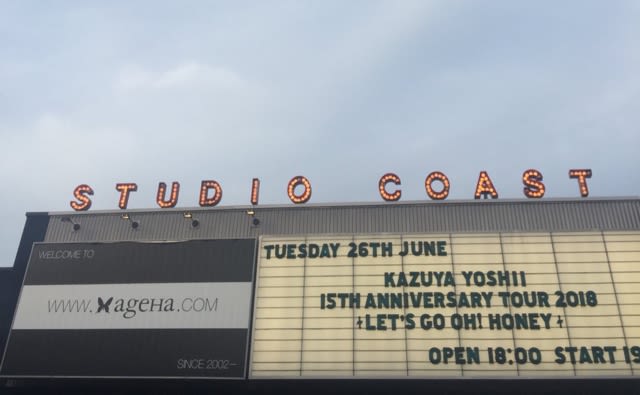 STUDIO COAST
WELCOME TO
WWW.ageHa.COM
SINCE 2002-
TUESDAY 26TH JUNE
KAZUYA YOSHII
15TH ANNIVERSARY TOUR 2018
-LET'S GO OH! HONEY-
OPEN 18:00 START 19